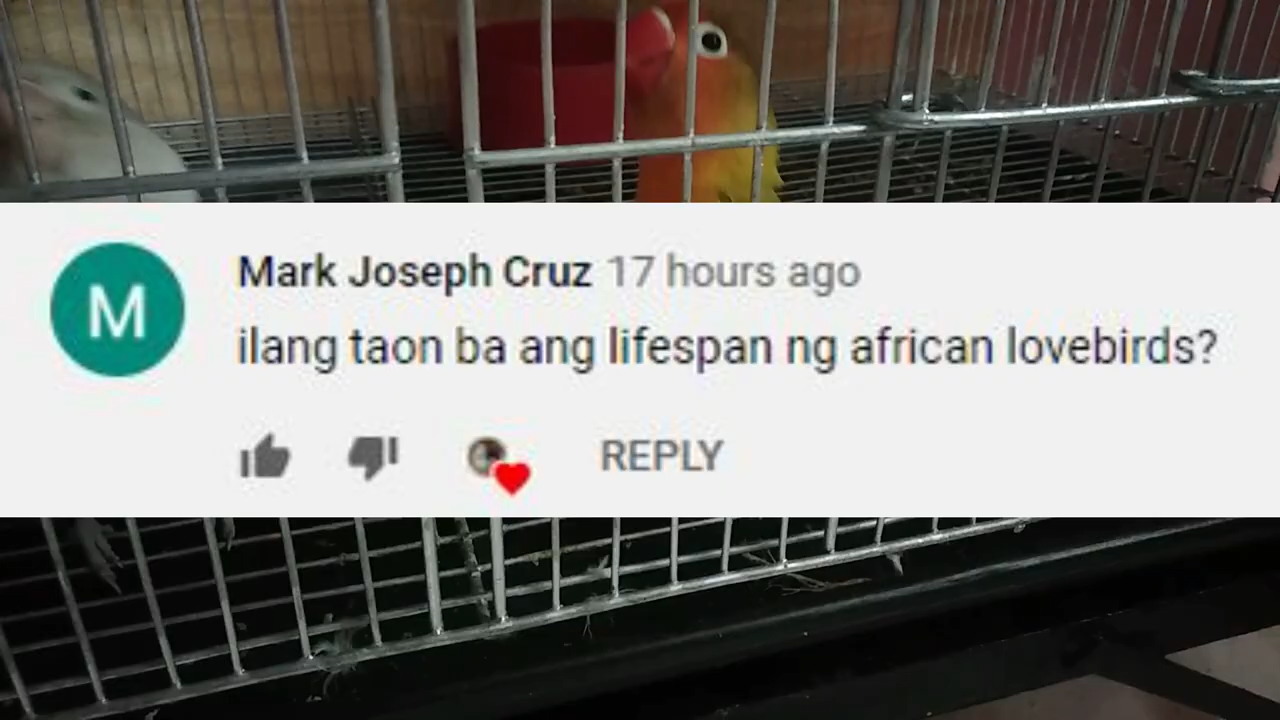 M
Mark Joseph Cruz 17 hours ago
ilang taon ba ang lifespan ng african lovebirds?
REPLY